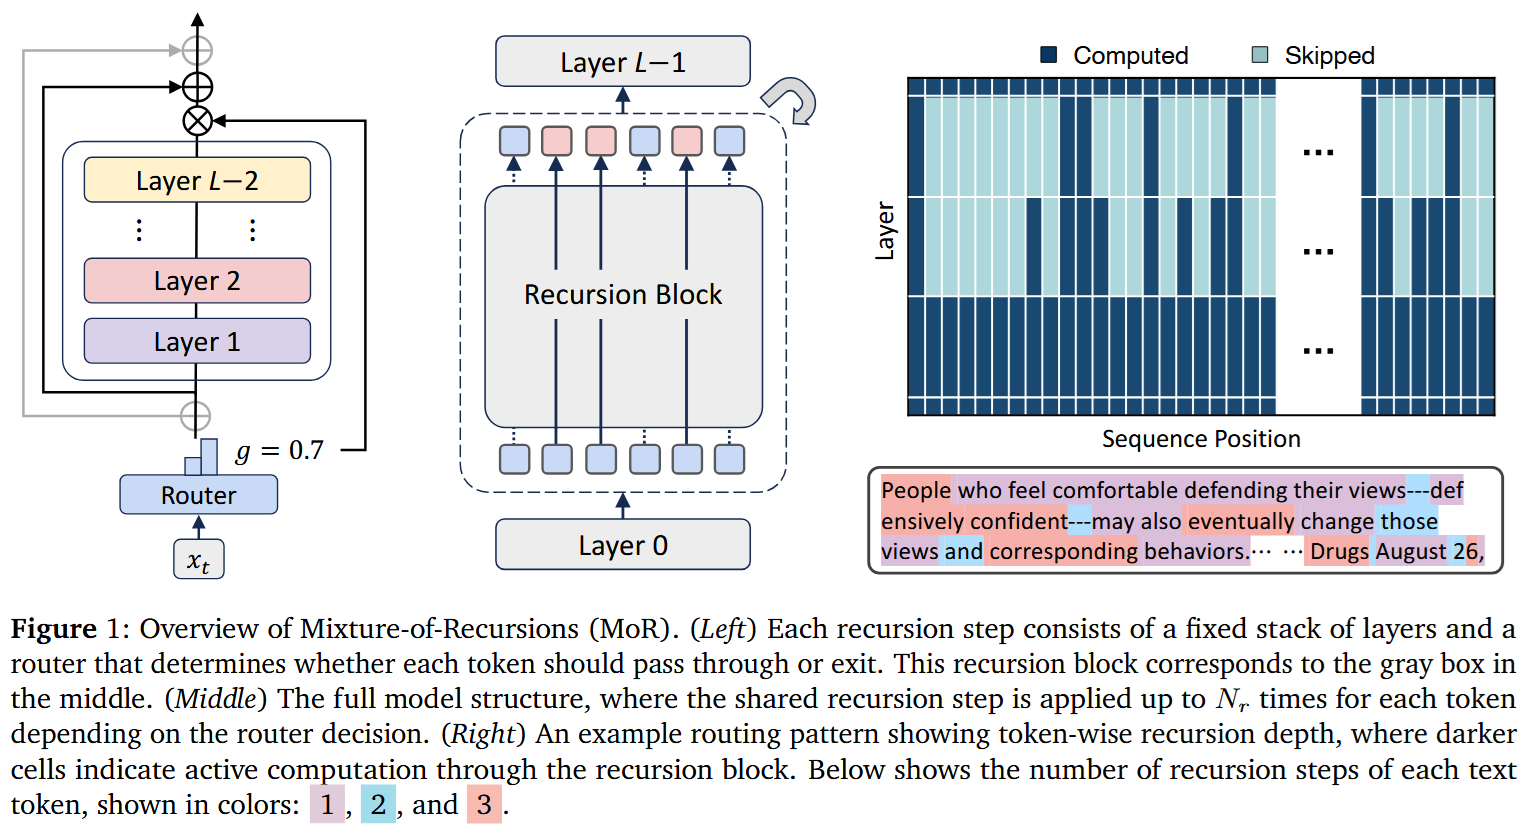 Layer L−2
⋮ ⋮
Layer 2
Layer 1
g = 0.7
Router
xt
Layer L−1
Recursion Block
Layer 0
Computed Skipped
Layer
...
...
...
Sequence Position
People who feel comfortable defending their views---def
ensively confident---may also eventually change those
views and corresponding behaviors.··· ··· Drugs August 26,
Figure 1: Overview of Mixture-of-Recursions (MoR). (Left) Each recursion step consists of a fixed stack of layers and a
router that determines whether each token should pass through or exit. This recursion block corresponds to the gray box in
the middle. (Middle) The full model structure, where the shared recursion step is applied up to Nr times for each token
depending on the router decision. (Right) An example routing pattern showing token-wise recursion depth, where darker
cells indicate active computation through the recursion block. Below shows the number of recursion steps of each text
token, shown in colors: 1, 2, and 3.